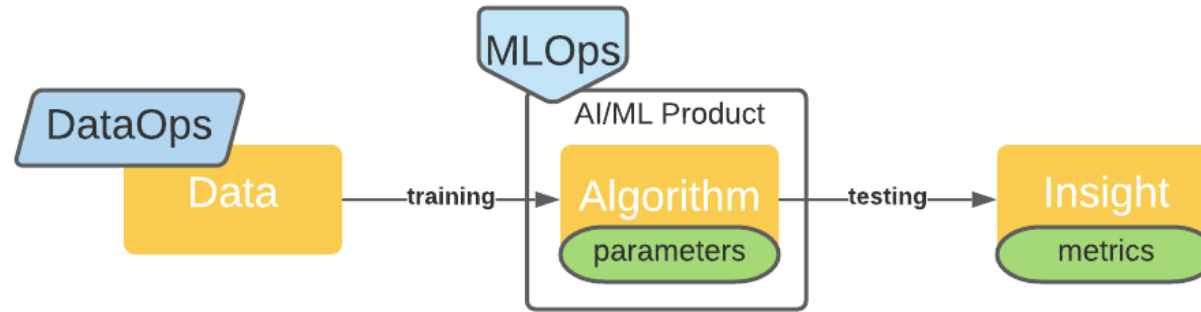 MLOps
DataOps
AI/ML Product
Data
training
Algorithm
testing
Insight
parameters
metrics